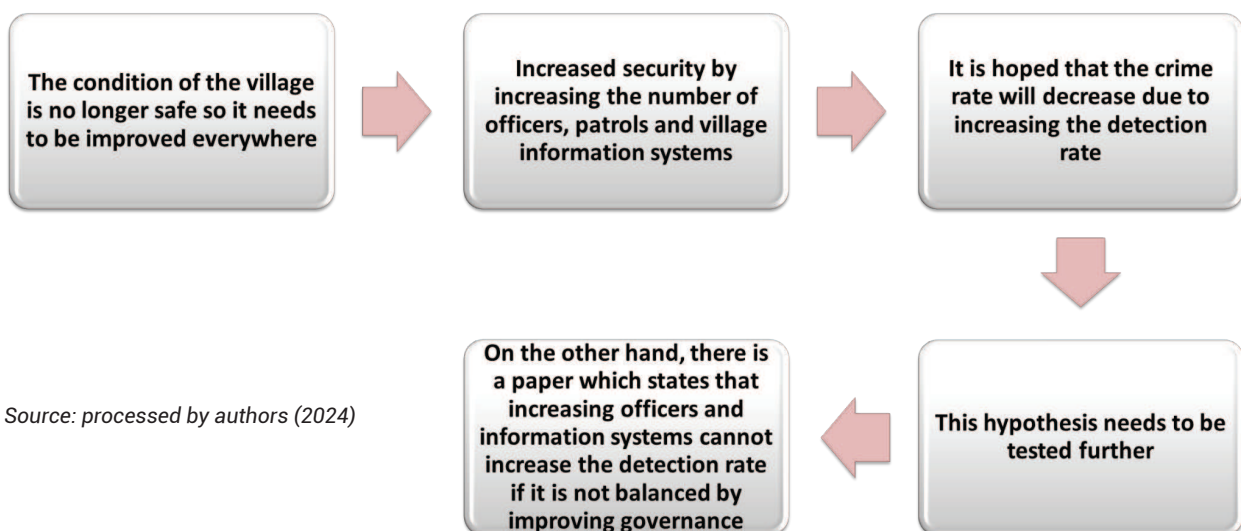 The condition of the village
is no longer safe so it needs
to be improved everywhere
Increased security by
increasing the number of
officers, patrols and village
information systems
It is hoped that the crime
rate will decrease due to
increasing the detection
rate
This hypothesis needs to be
tested further
On the other hand, there is
a paper which states that
increasing officers and
information systems cannot
increase the detection rate
if it is not balanced by
improving governance
Source: processed by authors (2024)